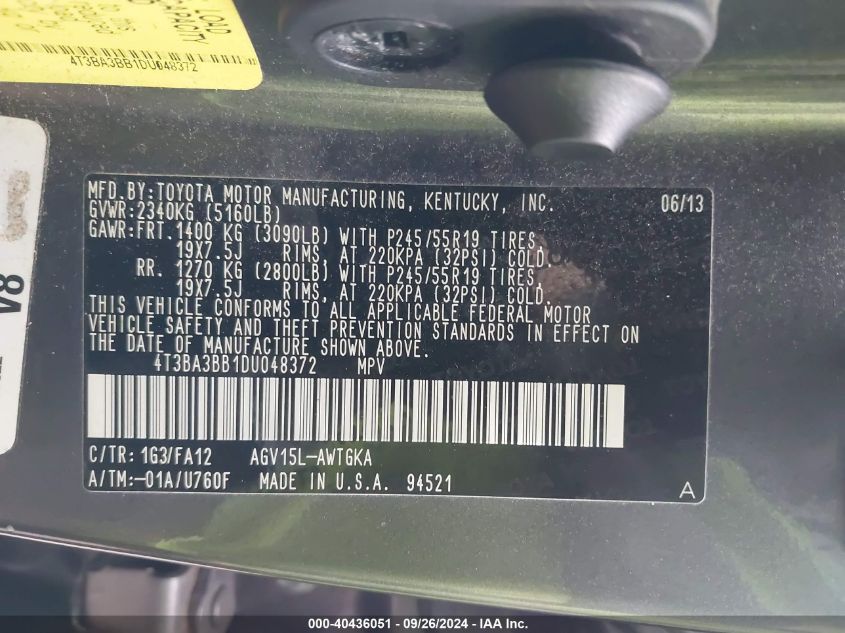 LOAD
CAPACITY
4T3BA3BB1DU048372
V8
MFD.BY:TOYOTA MOTOR MANUFACTURING, KENTUCKY, INC. 06/13
GVWR:2340KG (5160LB)
GAWR:FRT.1400 KG (3090LB) WITH P245/55R19 TIRES,
19X7.5J RIMS, AT 220KPA (32PSI) COLD.
RR. 1270 KG (2800LB) WITH P245/55R19 TIRES,
19X7.5J RIMS, AT 220KPA (32PSI) COLD.
THIS VEHICLE CONFORMS TO ALL APPLICABLE FEDERAL MOTOR
VEHICLE SAFETY AND THEFT PREVENTION STANDARDS IN EFFECT ON
THE DATE OF MANUFACTURE SHOWN ABOVE.
4T3BA3BB1DU048372 MPV
C/TR: 1G3/FA12 AGV15L-AWTGKA
A/TM:-01A/U760F MADE IN U.S.A. 94521 A
000-40436051 - 09/26/2024 - IAA Inc.